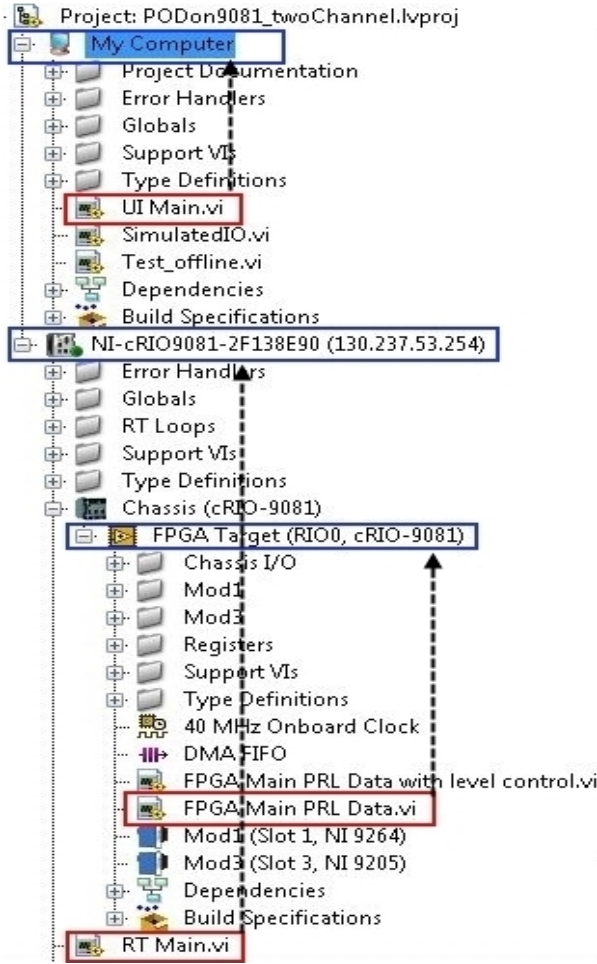 Project: PODon9081_twoChannel.lvproj
My Computer
Project Documentation
Error Handlers
Globals
Support VIs
Type Definitions
UI Main.vi
SimulatedIO.vi
Test_offline.vi
Dependencies
Build Specifications
NI-cRIO9081-2F138E90 (130.237.53.254)
Error Handlers
Globals
RT Loops
Support VIs
Type Definitions
Chassis (cRIO-9081)
FPGA Target (RIO0, cRIO-9081)
Chassis I/O
Mod1
Mod3
Registers
Support VIs
Type Definitions
40 MHz Onboard Clock
DMA FIFO
FPGA Main PRL Data with level control.vi
FPGA Main PRL Data.vi
Mod1 (Slot 1, NI 9264)
Mod3 (Slot 3, NI 9205)
Dependencies
Build Specifications
RT Main.vi